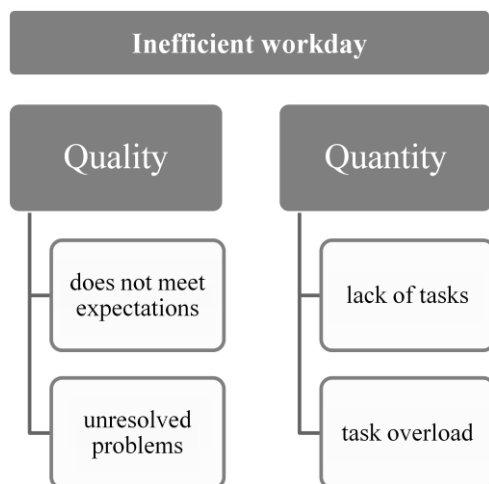 Inefficient workday
Quality
does not meet
expectations
unresolved
problems
Quantity
lack of tasks
task overload